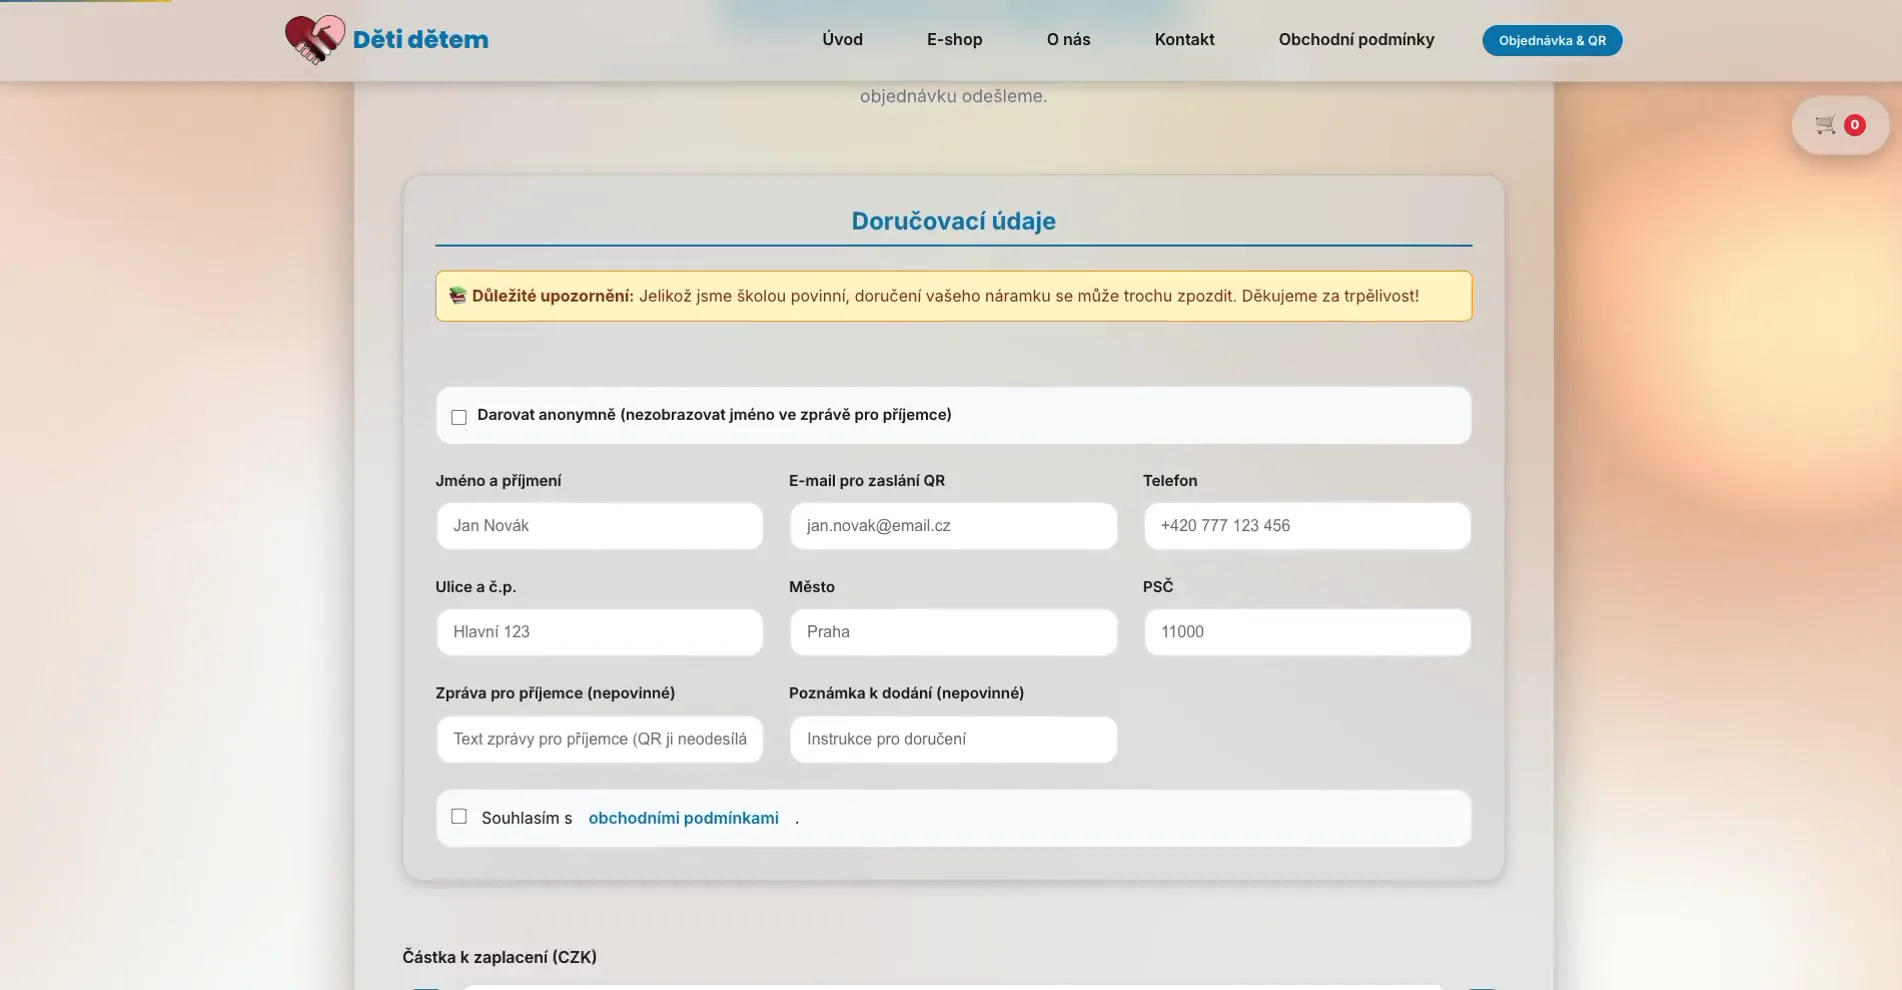 Děti dětem
Úvod
E-shop
O nás
Kontakt
Obchodní podmínky
Objednávka & QR
objednávku odešleme.
0
Doručovací údaje
Důležité upozornění: Jelikož jsme školou povinní, doručení vašeho náramku se může trochu zpozdit. Děkujeme za trpělivost!
Darovat anonymně (nezobrazovat jméno ve zprávě pro příjemce)
Jméno a příjmení
E-mail pro zaslání QR
Telefon
Jan Novák
jan.novak@email.cz
+420 777 123 456
Ulice a č.p.
Město
PSČ
Hlavní 123
Praha
11000
Zpráva pro příjemce (nepovinné)
Poznámka k dodání (nepovinné)
Text zprávy pro příjemce (QR ji neodesílá
Instrukce pro doručení
Souhlasím s obchodními podmínkami .
Částka k zaplacení (CZK)